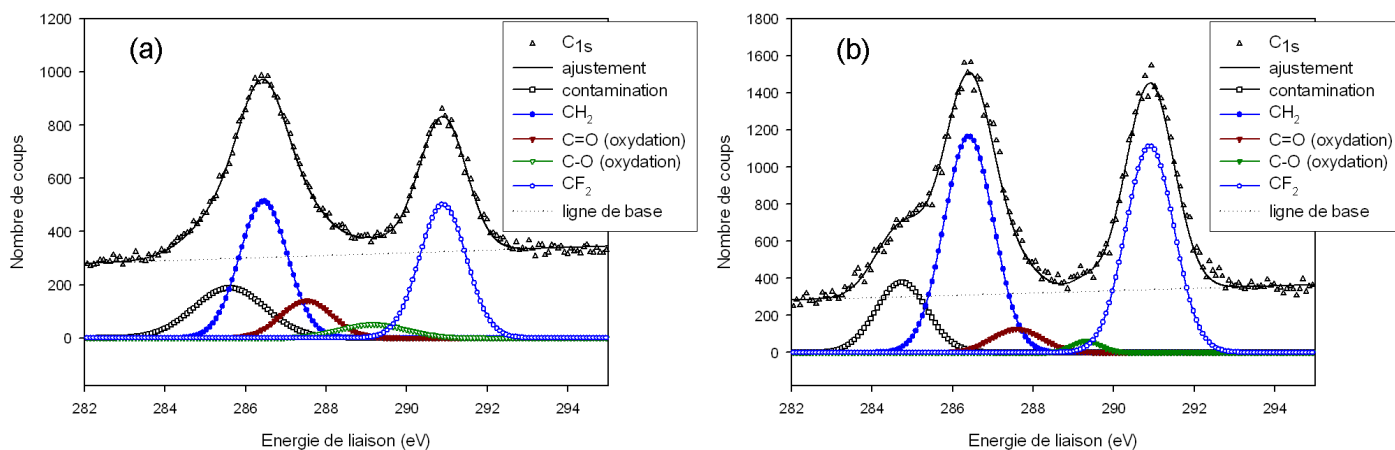 (a)
Nombre de coups
1200
1000
800
600
400
200
0
282 284 286 288 290 292 294
Energie de liaison (eV)
C1s
ajustement
contamination
CH2
C=O (oxydation)
C-O (oxydation)
CF2
ligne de base
(b)
Nombre de coups
1800
1600
1400
1200
1000
800
600
400
200
0
282 284 286 288 290 292 294
Energie de liaison (eV)
C1s
ajustement
contamination
CH2
C=O (oxydation)
C-O (oxydation)
CF2
ligne de base